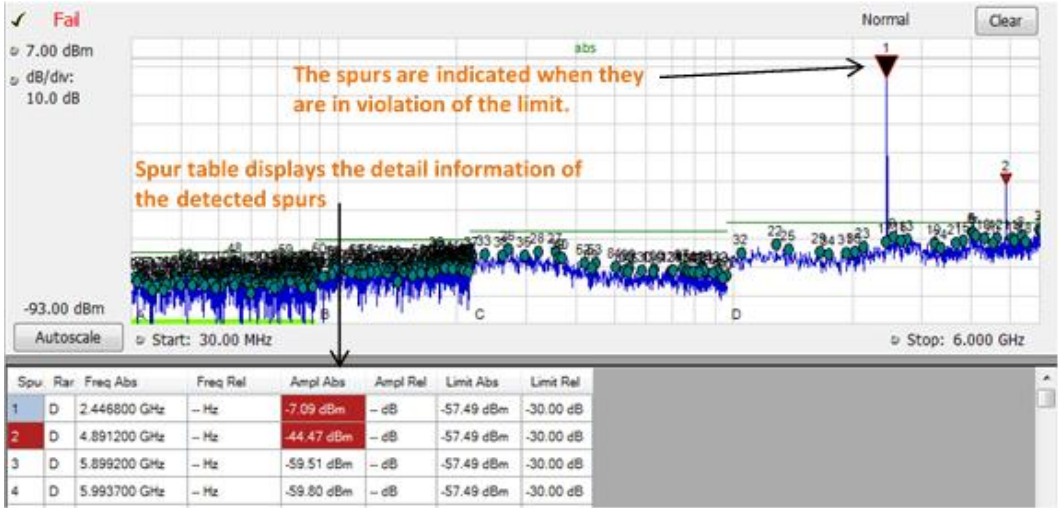 ✓ Fail Normal Clear
7.00 dBm
dB/div:
10.0 dB
abs
1
The spurs are indicated when they
are in violation of the limit.
2
Spur table displays the detail information of
the detected spurs
32 22 25
-93.00 dBm
A B C D
Autoscale Start: 30.00 MHz Stop: 6.000 GHz
Spu Ran Freq Abs Freq Rel Ampl Abs Ampl Rel Limit Abs Limit Rel
1 D 2.446800 GHz -- Hz -7.09 dBm -- dB -57.49 dBm -30.00 dB
2 D 4.891200 GHz -- Hz -44.47 dBm -- dB -57.49 dBm -30.00 dB
3 D 5.899200 GHz -- Hz -59.51 dBm -- dB -57.49 dBm -30.00 dB
4 D 5.993700 GHz -- Hz -59.80 dBm -- dB -57.49 dBm -30.00 dB